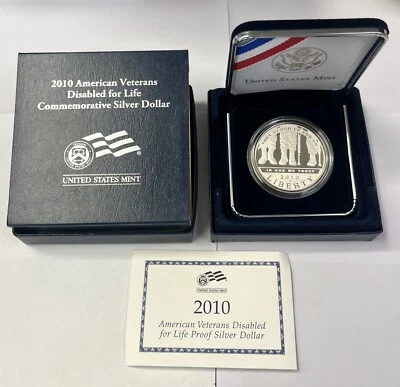 2010 American Veterans
Disabled for Life
Commemorative Silver Dollar
UNITED STATES MINT
UNITED STATES MINT
IN GOD WE TRUST
2010
LIBERTY
2010
American Veterans Disabled
for Life Proof Silver Dollar